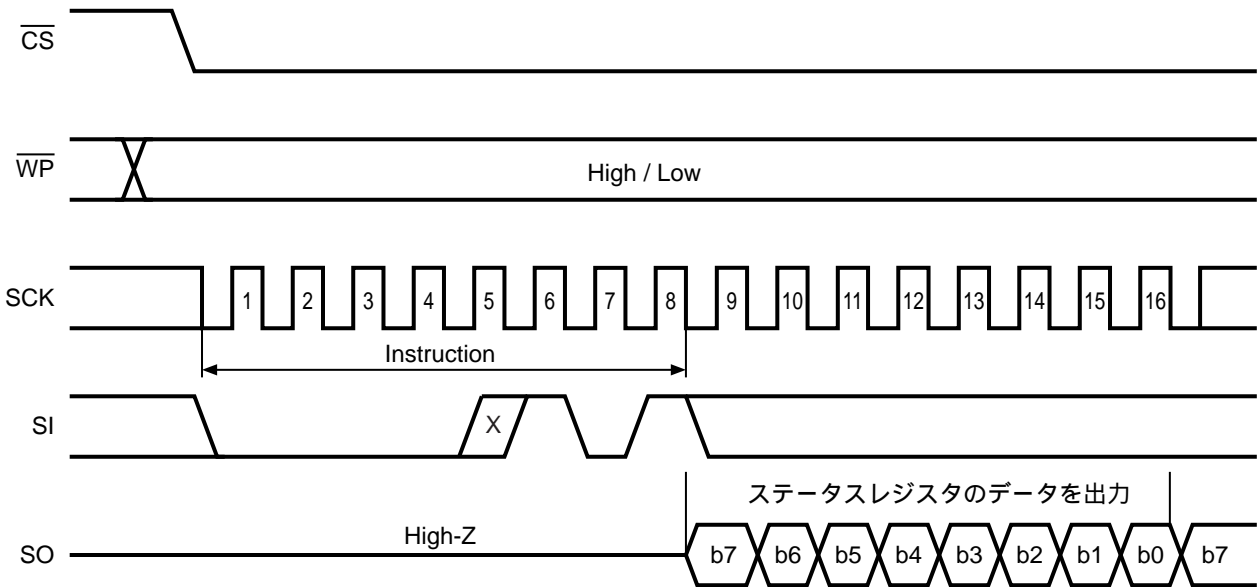 CS
WP
High / Low
SCK
1 2 3 4 5 6 7 8 9 10 11 12 13 14 15 16
Instruction
SI
X
ステータスレジスタのデータを出力
SO
High-Z
b7 b6 b5 b4 b3 b2 b1 b0 b7